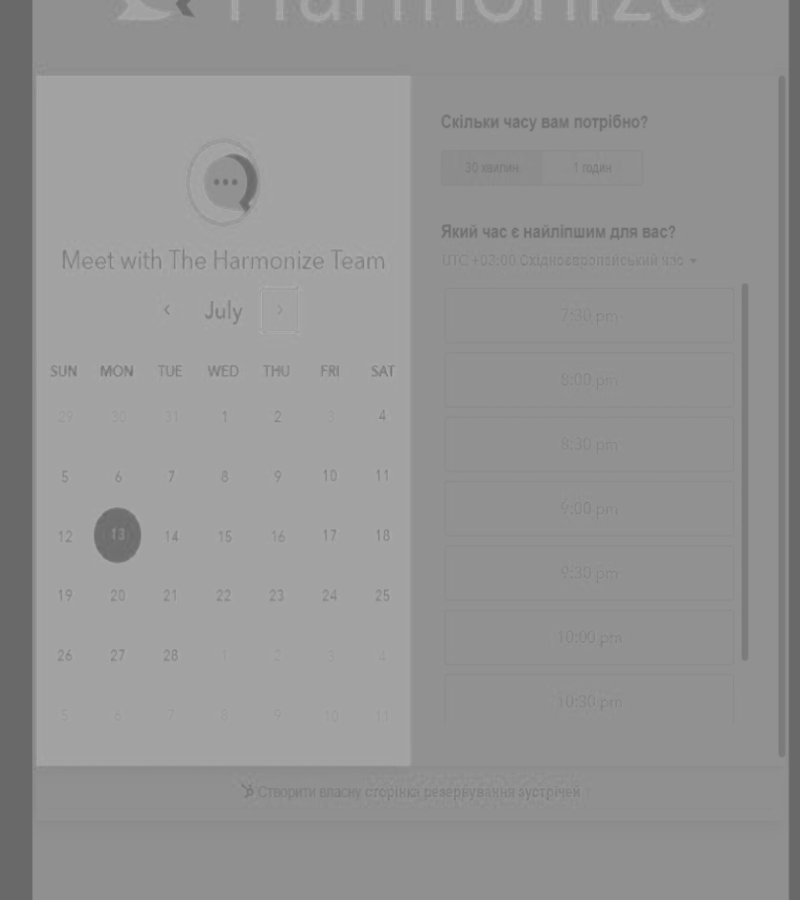 Harmonize
Meet with The Harmonize Team
July
SUN MON TUE WED THU FRI SAT
29 30 31 1 2 3 4
5 6 7 8 9 10 11
12 13 14 15 16 17 18
19 20 21 22 23 24 25
26 27 28 1 2 3 4
5 6 7 8 9 10 11
Скільки часу вам потрібно?
30 хвилин 1 годин
Який час є найліпшим для вас?
UTC +02:00 Східноєвропейський час
7:30 pm
8:00 pm
8:30 pm
9:00 pm
9:30 pm
10:00 pm
10:30 pm
Створити власну сторінка резервування зустрічей